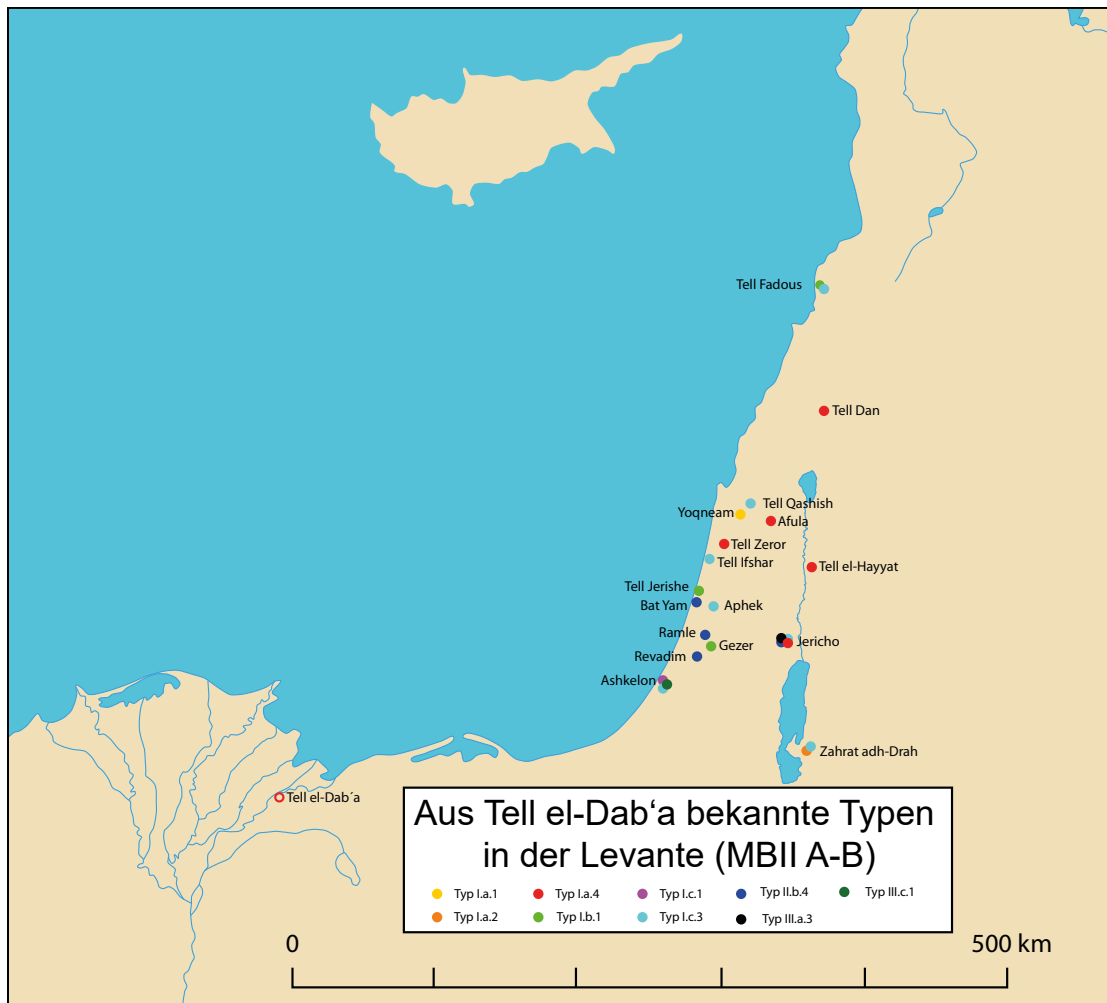 Tell Fadous
Tell Dan
Tell Qashish
Yoqneam
Afula
Tell Zeror
Tell Ifshar
Tell el-Hayyat
Tell Jerishe
Bat Yam
Aphek
Ramle
Gezer
Jericho
Revadim
Ashkelon
Zahrat adh-Drah
Tell el-Dab´a
Aus Tell el-Dab‘a bekannte Typen
in der Levante (MBII A-B)
Typ I.a.1
Typ I.a.4
Typ I.c.1
Typ II.b.4
Typ III.c.1
Typ I.a.2
Typ I.b.1
Typ I.c.3
Typ III.a.3
0
500 km